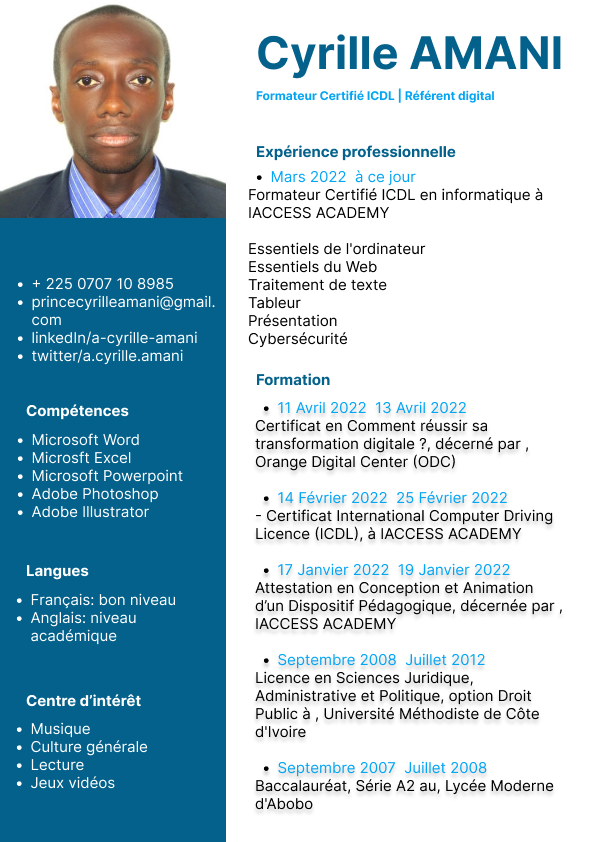 Cyrille AMANI
Formateur Certifié ICDL | Référent digital
Expérience professionnelle
• Mars 2022  à ce jour
Formateur Certifié ICDL en informatique à
IACCESS ACADEMY
Essentiels de l'ordinateur
Essentiels du Web
Traitement de texte
Tableur
Présentation
Cybersécurité
Formation
• 11 Avril 2022  13 Avril 2022
Certificat en Comment réussir sa
transformation digitale ?, décerné par ,
Orange Digital Center (ODC)
• 14 Février 2022  25 Février 2022
- Certificat International Computer Driving
Licence (ICDL), à IACCESS ACADEMY
• 17 Janvier 2022  19 Janvier 2022
Attestation en Conception et Animation
d’un Dispositif Pédagogique, décernée par ,
IACCESS ACADEMY
• Septembre 2008  Juillet 2012
Licence en Sciences Juridique,
Administrative et Politique, option Droit
Public à , Université Méthodiste de Côte
d'Ivoire
• Septembre 2007  Juillet 2008
Baccalauréat, Série A2 au, Lycée Moderne
d'Abobo
• + 225 0707 10 8985
• princecyrilleamani@gmail.
com
• linkedIn/a-cyrille-amani
• twitter/a.cyrille.amani
Compétences
• Microsoft Word
• Microsft Excel
• Microsoft Powerpoint
• Adobe Photoshop
• Adobe Illustrator
Langues
• Français: bon niveau
• Anglais: niveau
académique
Centre d’intérêt
• Musique
• Culture générale
• Lecture
• Jeux vidéos